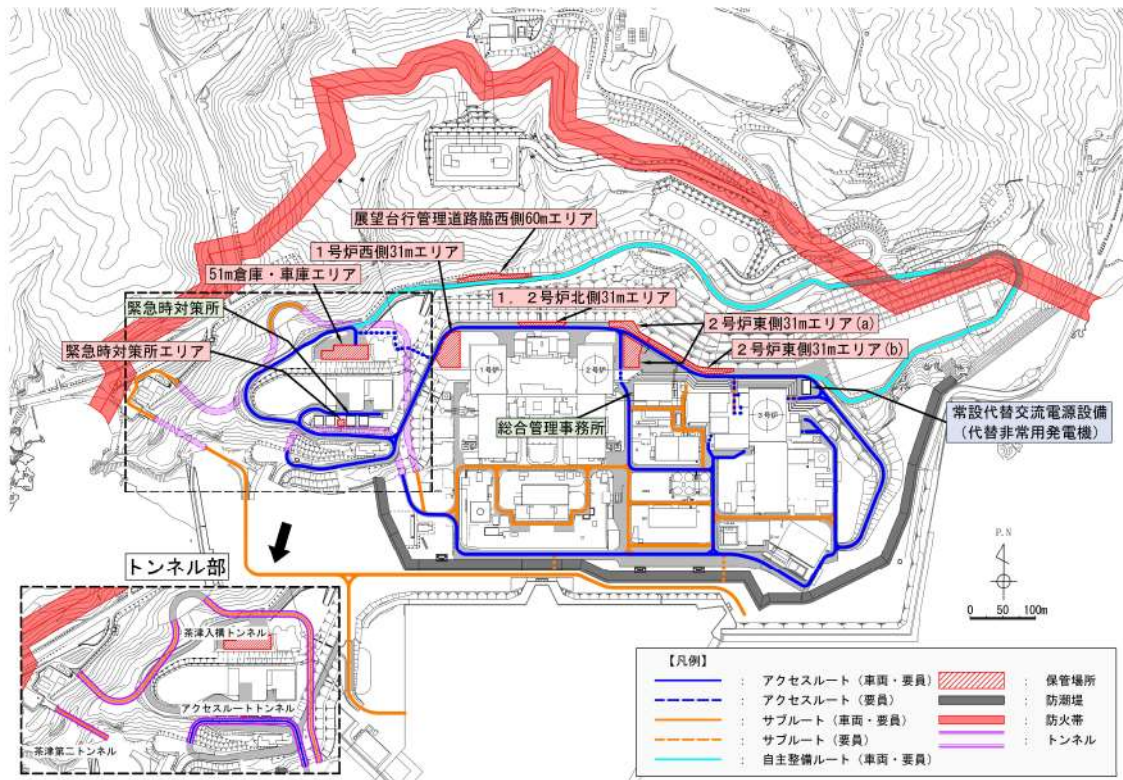 展望台行管理道路脇西側60mエリア
1号炉西側31mエリア
51m倉庫・車庫エリア
1．2号炉北側31mエリア
緊急時対策所
2号炉東側31mエリア(a)
緊急時対策所エリア
2号炉東側31mエリア(b)
1号炉
2号炉
3号炉
総合管理事務所
常設代替交流電源設備
(代替非常用発電機)
トンネル部
P.N
0 50 100m
茶津入構トンネル
アクセスルートトンネル
茶津第二トンネル
【凡例】
： アクセスルート（車両・要員）
： アクセスルート（要員）
： サブルート（車両・要員）
： サブルート（要員）
： 自主整備ルート（車両・要員）
： 保管場所
： 防潮堤
： 防火帯
： トンネル